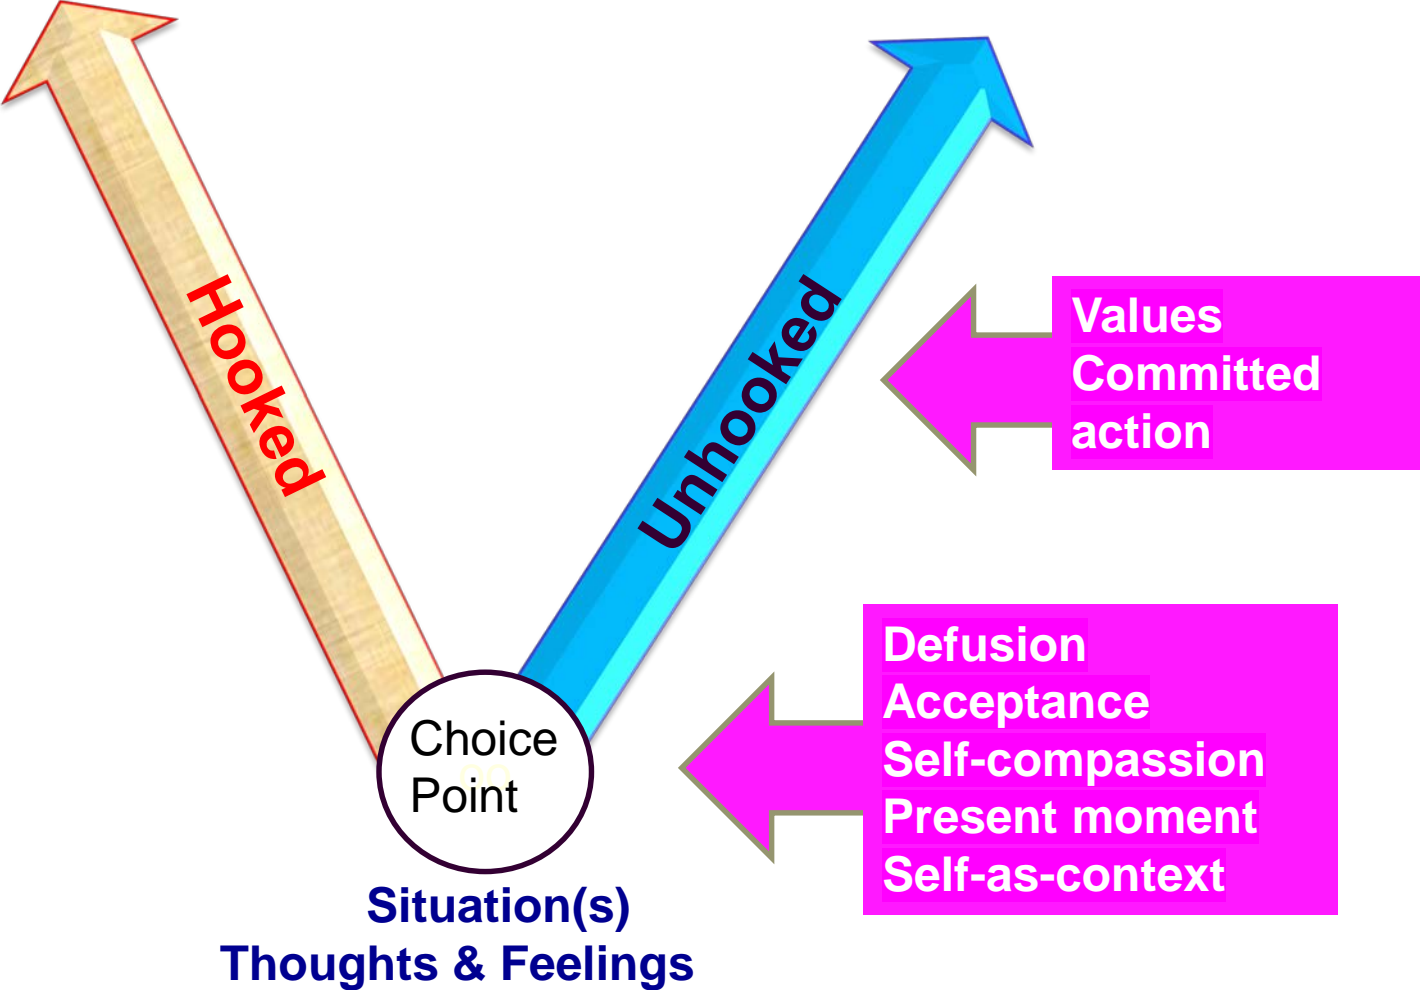 Hooked
Unhooked
Values
Committed
action
Defusion
Acceptance
Self-compassion
Present moment
Self-as-context
Choice
Point
Situation(s)
Thoughts & Feelings